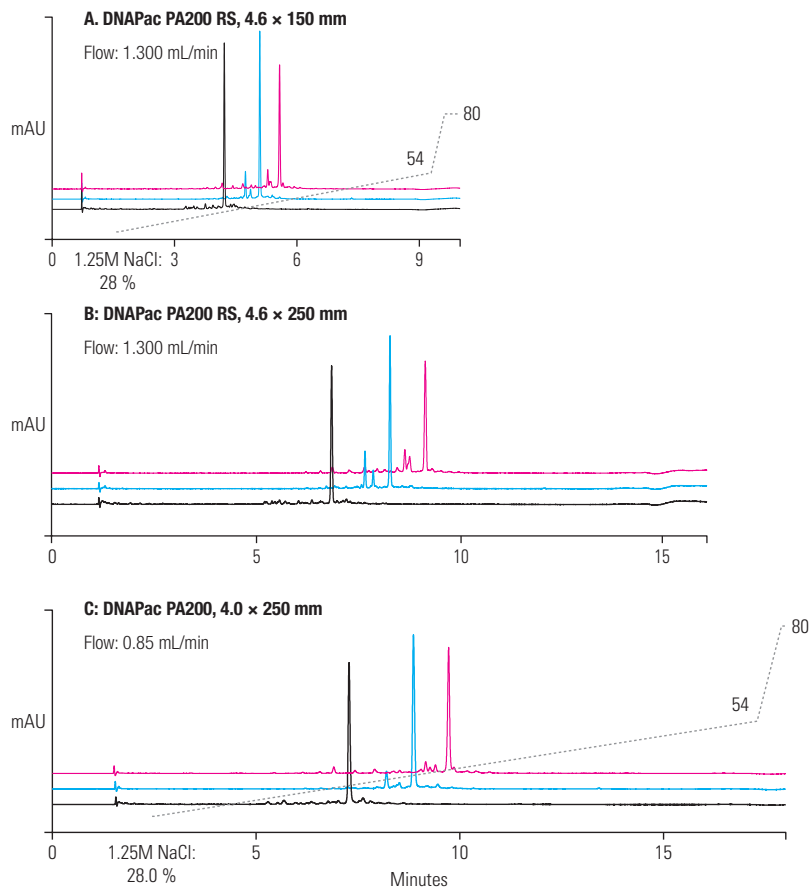 A. DNAPac PA200 RS, 4.6 × 150 mm
Flow: 1.300 mL/min
80
mAU
54
0 1.25M NaCl: 3 6 9
28 %
B: DNAPac PA200 RS, 4.6 × 250 mm
Flow: 1.300 mL/min
mAU
0 5 10 15
C: DNAPac PA200, 4.0 × 250 mm
80
Flow: 0.85 mL/min
54
mAU
0 1.25M NaCl: 5 10 15
28.0 % Minutes